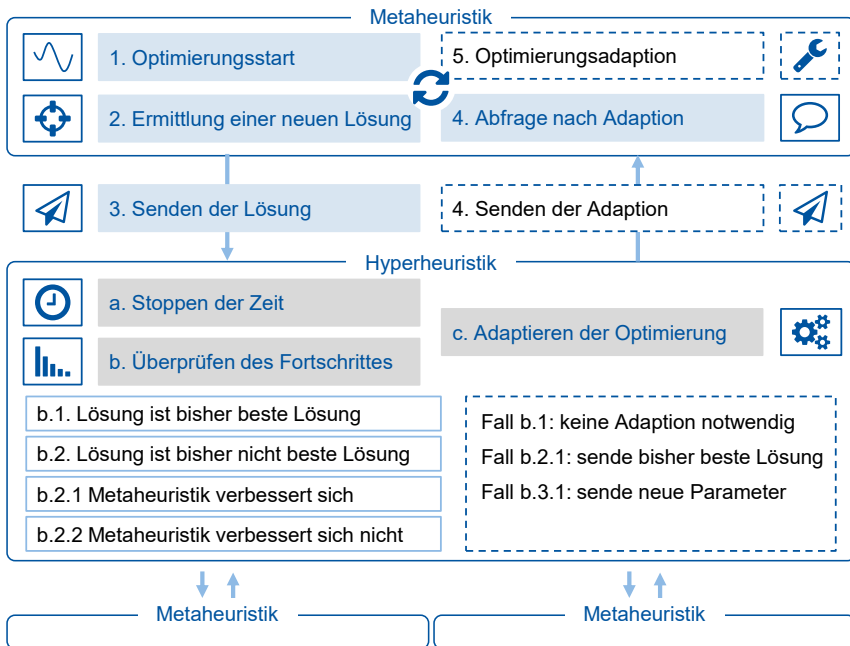 Metaheuristik
1. Optimierungsstart
5. Optimierungsadaption
2. Ermittlung einer neuen Lösung
4. Abfrage nach Adaption
3. Senden der Lösung
4. Senden der Adaption
Hyperheuristik
a. Stoppen der Zeit
c. Adaptieren der Optimierung
b. Überprüfen des Fortschrittes
b.1. Lösung ist bisher beste Lösung
b.2. Lösung ist bisher nicht beste Lösung
b.2.1 Metaheuristik verbessert sich
b.2.2 Metaheuristik verbessert sich nicht
Fall b.1: keine Adaption notwendig
Fall b.2.1: sende bisher beste Lösung
Fall b.3.1: sende neue Parameter
Metaheuristik
Metaheuristik